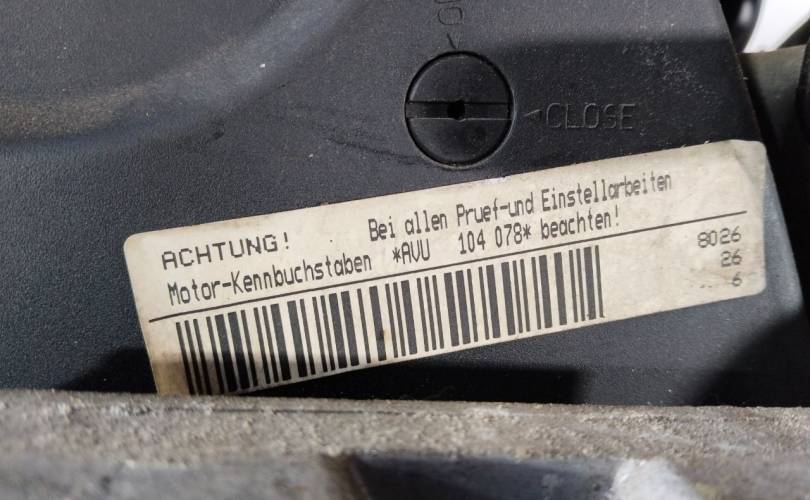 CLOSE
ACHTUNG! Bei allen Pruef-und Einstellarbeiten
Motor-Kennbuchstaben *AVU 104 078* beachten!
8026
26
6